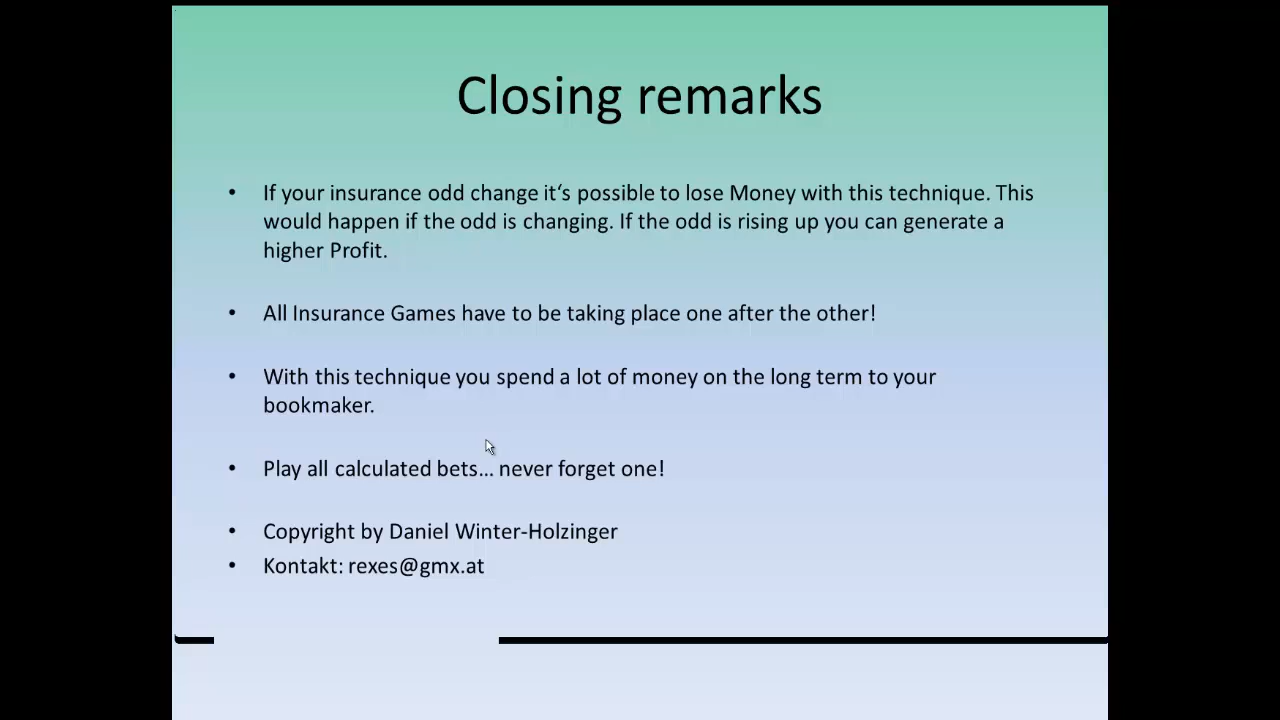 Closing remarks
• If your insurance odd change it‘s possible to lose Money with this technique. This
would happen if the odd is changing. If the odd is rising up you can generate a
higher Profit.
• All Insurance Games have to be taking place one after the other!
• With this technique you spend a lot of money on the long term to your
bookmaker.
• Play all calculated bets… never forget one!
• Copyright by Daniel Winter-Holzinger
• Kontakt: rexes@gmx.at